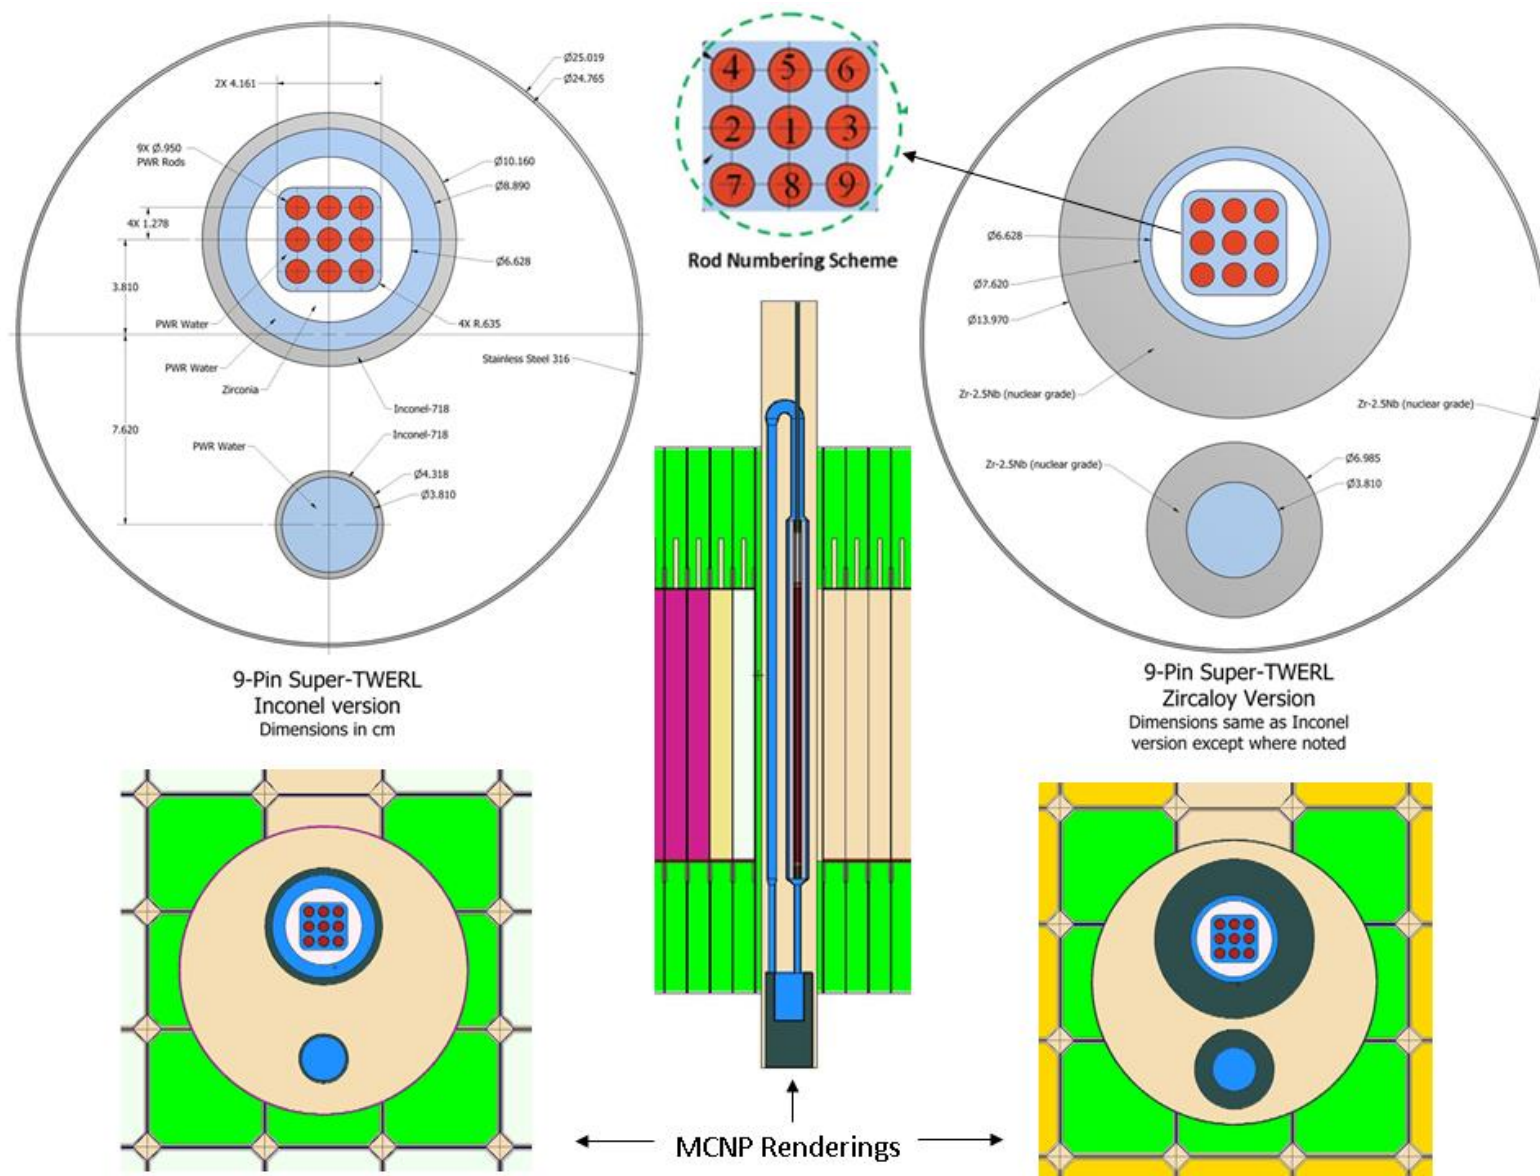 Ø25.019
Ø24.765
2X 4.161
9X Ø.950
PWR Rods
Ø10.160
Ø8.890
4X 1.278
Ø6.628
3.810
PWR Water
4X R.635
PWR Water
Stainless Steel 316
Zirconia
Inconel-718
7.620
PWR Water
Inconel-718
Ø4.318
Ø3.810
9-Pin Super-TWERL
Inconel version
Dimensions in cm
4 5 6
2 1 3
7 8 9
Rod Numbering Scheme
Ø6.628
Ø7.620
Ø13.970
Zr-2.5Nb (nuclear grade)
Zr-2.5Nb (nuclear grade)
Zr-2.5Nb (nuclear grade)
Ø6.985
Ø3.810
9-Pin Super-TWERL
Zircaloy Version
Dimensions same as Inconel
version except where noted
MCNP Renderings